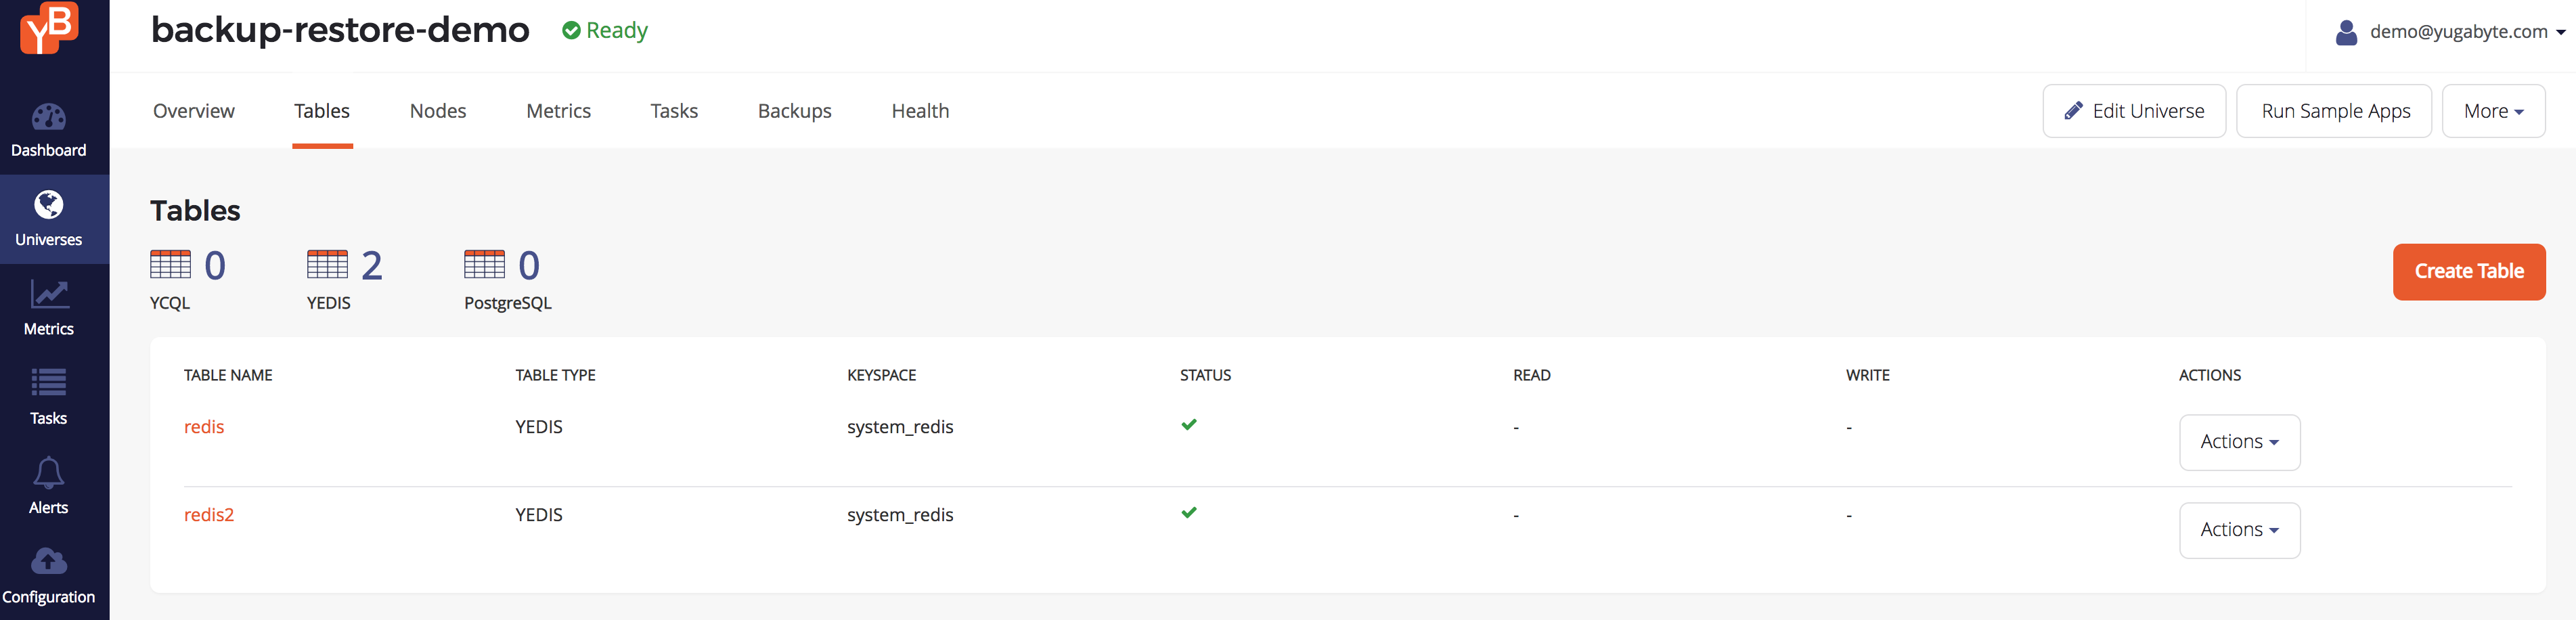 YB
backup-restore-demo Ready
demo@yugabyte.com
Overview Tables Nodes Metrics Tasks Backups Health
Edit Universe Run Sample Apps More
Dashboard
Universes
Metrics
Tasks
Alerts
Configuration
Tables
0 2 0
YCQL YEDIS PostgreSQL
Create Table
TABLE NAME TABLE TYPE KEYSPACE STATUS READ WRITE ACTIONS
redis YEDIS system_redis - - Actions
redis2 YEDIS system_redis - - Actions